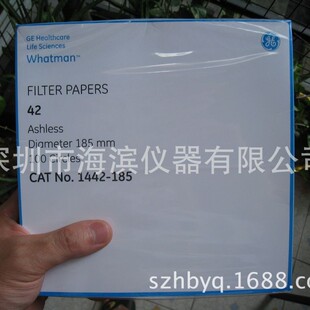 GE Healthcare
Life Sciences
Whatman™
FILTER PAPERS
42
Ashless
Diameter 185 mm
100 Circles
深圳市海滨仪器有限公司
CAT No. 1442-185
szhbyq.1688.com